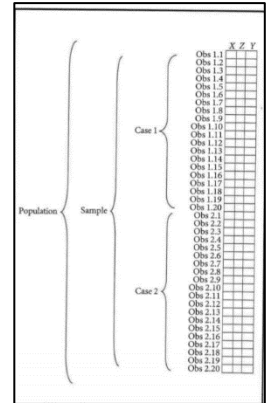 X Z Y
Obs 1.1
Obs 1.2
Obs 1.3
Obs 1.4
Obs 1.5
Obs 1.6
Obs 1.7
Obs 1.8
Obs 1.9
Obs 1.10
Case 1
Obs 1.11
Obs 1.12
Obs 1.13
Obs 1.14
Obs 1.15
Obs 1.16
Obs 1.17
Obs 1.18
Obs 1.19
Obs 1.20
Population
Sample
Obs 2.1
Obs 2.2
Obs 2.3
Obs 2.4
Obs 2.5
Obs 2.6
Obs 2.7
Obs 2.8
Obs 2.9
Obs 2.10
Case 2
Obs 2.11
Obs 2.12
Obs 2.13
Obs 2.14
Obs 2.15
Obs 2.16
Obs 2.17
Obs 2.18
Obs 2.19
Obs 2.20